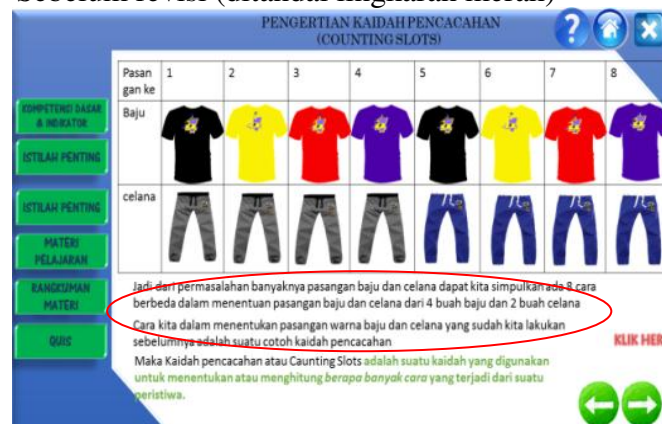 Sebelum revisi (ditandai lingkaran merah)
PENGERTIAN KAIDAH PENCACAHAN
(COUNTING SLOTS)
?
X
Pasan
gan ke
1 2 3 4 5 6 7 8
Baju
celana
KOMPETENSI DASAR
& INDIKATOR
ISTILAH PENTING
ISTILAH PENTING
MATERI
PELAJARAN
RANGKUMAN
MATERI
QUIS
Jadi dari permasalahan banyaknya pasangan baju dan celana dapat kita simpulkan ada 8 cara
berbeda dalam menentuan pasangan baju dan celana dari 4 buah baju dan 2 buah celana
Cara kita dalam menentukan pasangan warna baju dan celana yang sudah kita lakukan
sebelumnya adalah suatu cotoh kaidah pencacahan
KLIK HER
Maka Kaidah pencacahan atau Caunting Slots adalah suatu kaidah yang digunakan
untuk menentukan atau menghitung berapa banyak cara yang terjadi dari suatu
peristiwa.